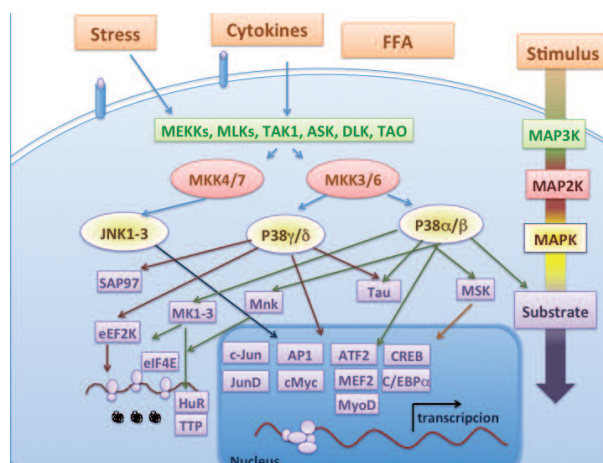 Stress
Cytokines
FFA
Stimulus
MEKKs, MLKs, TAK1, ASK, DLK, TAO
MAP3K
MKK4/7
MKK3/6
MAP2K
JNK1-3
P38γ/δ
P38α/β
MAPK
SAP97
MK1-3
Mnk
Tau
MSK
Substrate
eEF2K
eIF4E
HuR
TTP
c-Jun
AP1
ATF2
CREB
JunD
cMyc
MEF2
C/EBPα
MyoD
transcripcion
Nucleus